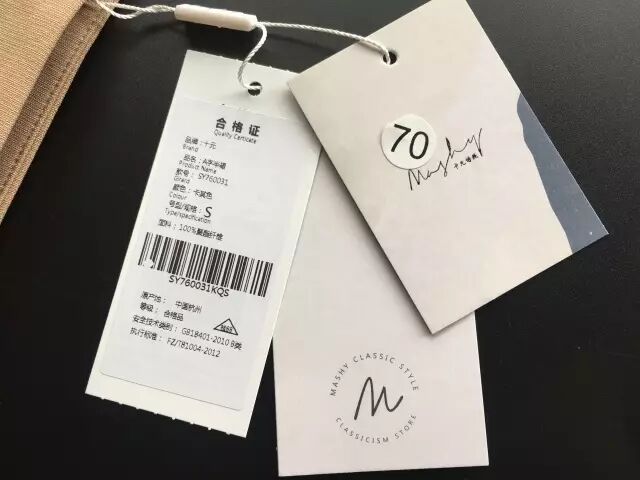 合格证
Quality Certicate
品牌：十元
Brand
品名：A字半裙
Product Name
款号：SY760031
Girard
颜色：卡其色
Colour
号型/规格：S
Type/specification
面料：100%聚酯纤维
SY760031KQS
原产地：中国杭州
等级：合格品
安全技术类别：GB18401-2010 B类
执行标准：FZ/T81004-2012
70
Mashy
MASHY CLASSIC STYLE
M
CLASSICISM STORE